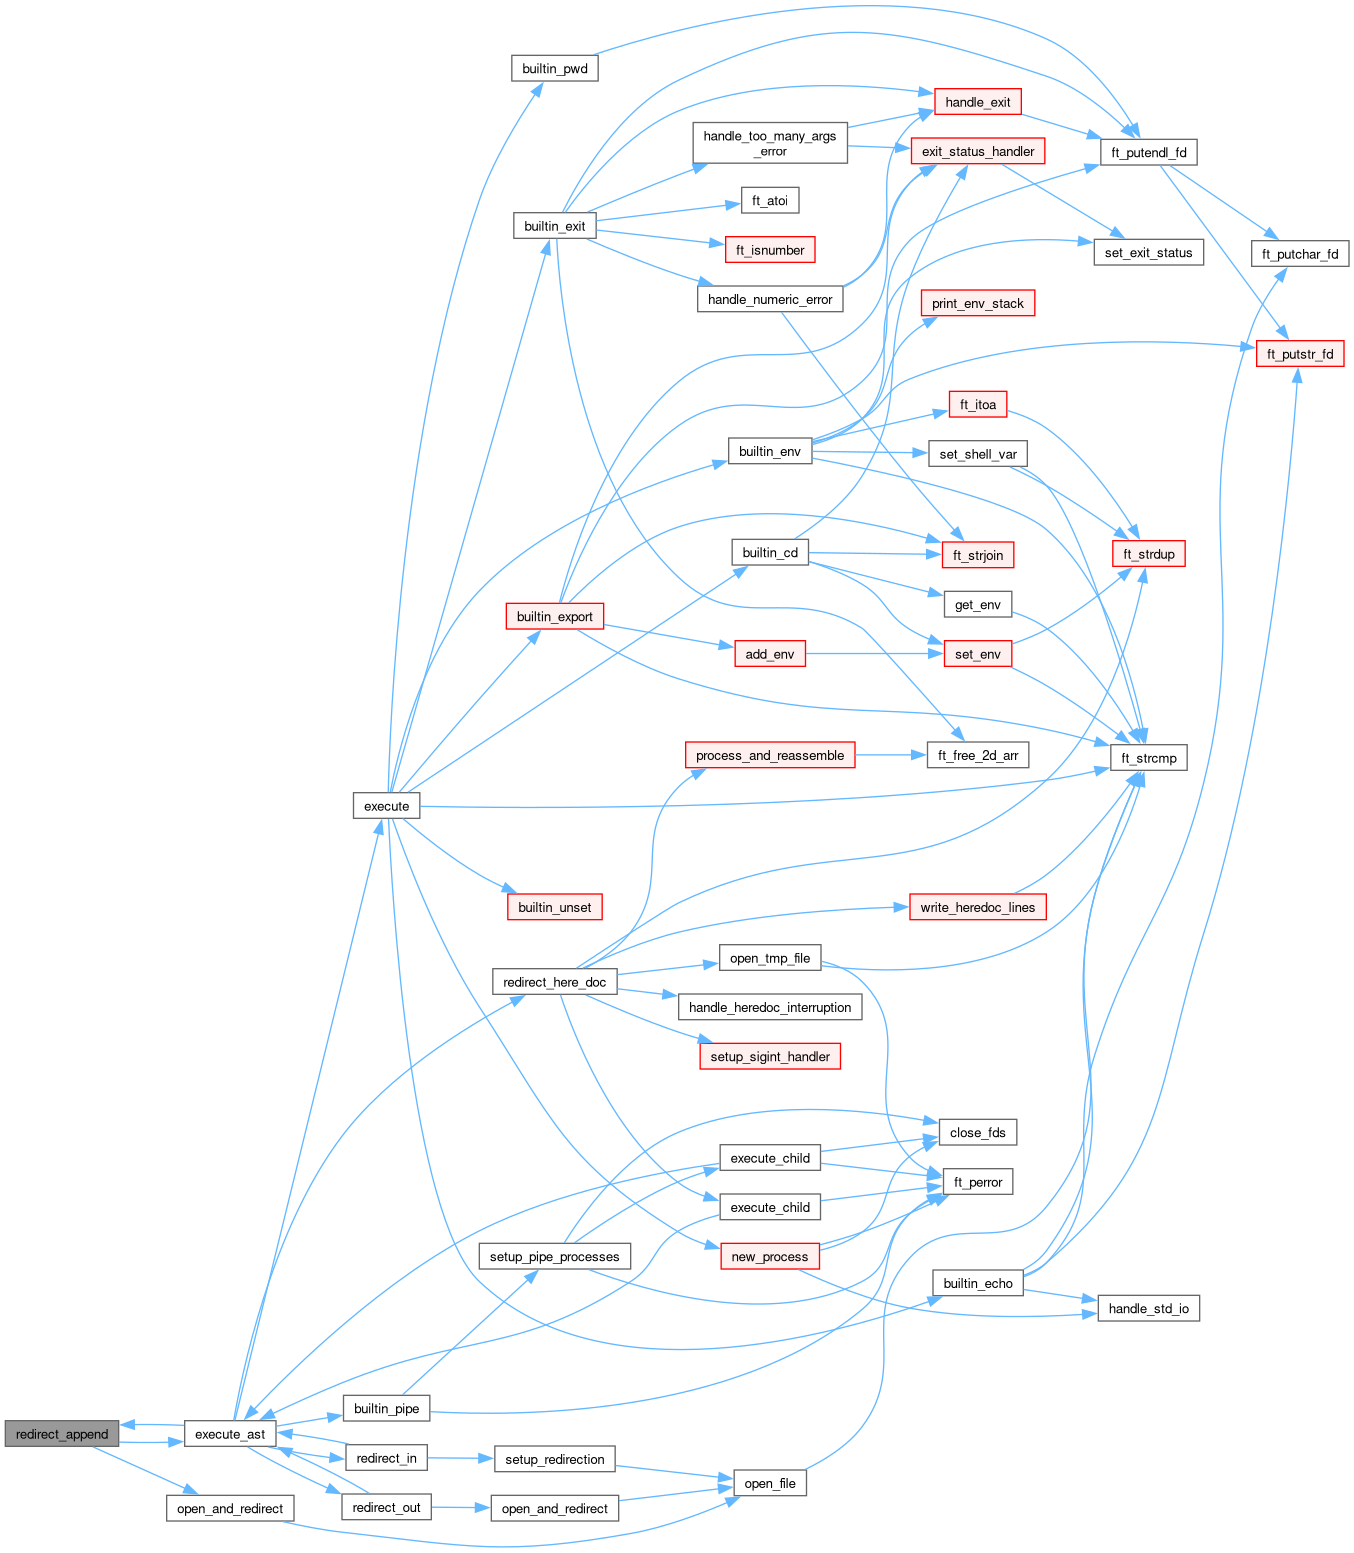 builtin_pwd
handle_exit
handle_too_many_args
_error
exit_status_handler
ft_putendl_fd
ft_atoi
builtin_exit
ft_isnumber
set_exit_status
ft_putchar_fd
handle_numeric_error
print_env_stack
ft_putstr_fd
ft_itoa
builtin_env
set_shell_var
builtin_cd
ft_strjoin
ft_strdup
get_env
builtin_export
add_env
set_env
process_and_reassemble
ft_free_2d_arr
ft_strcmp
execute
builtin_unset
write_heredoc_lines
open_tmp_file
redirect_here_doc
handle_heredoc_interruption
setup_sigint_handler
close_fds
execute_child
ft_perror
execute_child
setup_pipe_processes
new_process
builtin_echo
handle_std_io
builtin_pipe
redirect_append
execute_ast
redirect_in
setup_redirection
open_file
open_and_redirect
redirect_out
open_and_redirect